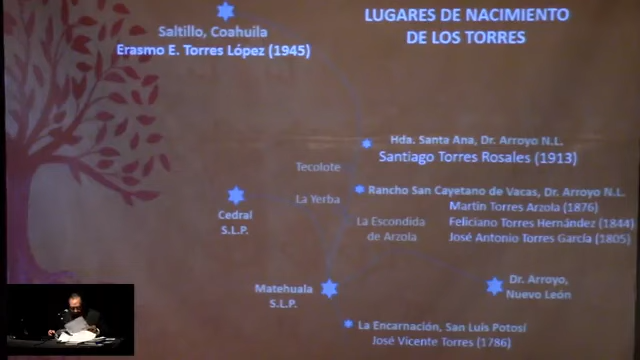 LUGARES DE NACIMIENTO
DE LOS TORRES
Saltillo, Coahuila
Erasmo E. Torres López (1945)
Hda. Santa Ana, Dr. Arroyo N.L.
Santiago Torres Rosales (1913)
Tecolote
Rancho San Cayetano de Vacas, Dr. Arroyo N.L.
La Yerba
Martín Torres Arzola (1876)
Cedral
S.L.P.
La Escondida
de Arzola
Feliciano Torres Hernández (1844)
José Antonio Torres García (1805)
Matehuala
S.L.P.
Dr. Arroyo,
Nuevo León
La Encarnación, San Luis Potosí
José Vicente Torres (1786)